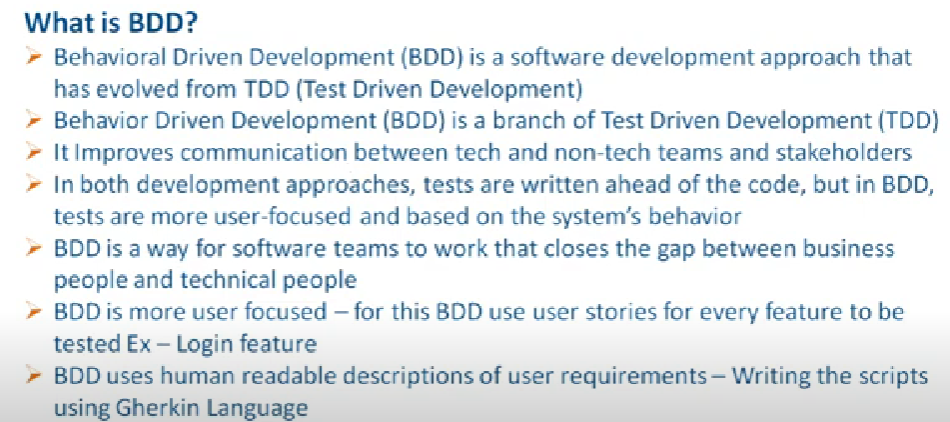 What is BDD?
➢ Behavioral Driven Development (BDD) is a software development approach that
has evolved from TDD (Test Driven Development)
➢ Behavior Driven Development (BDD) is a branch of Test Driven Development (TDD)
➢ It Improves communication between tech and non-tech teams and stakeholders
➢ In both development approaches, tests are written ahead of the code, but in BDD,
tests are more user-focused and based on the system's behavior
➢ BDD is a way for software teams to work that closes the gap between business
people and technical people
➢ BDD is more user focused – for this BDD use user stories for every feature to be
tested Ex – Login feature
➢ BDD uses human readable descriptions of user requirements – Writing the scripts
using Gherkin Language